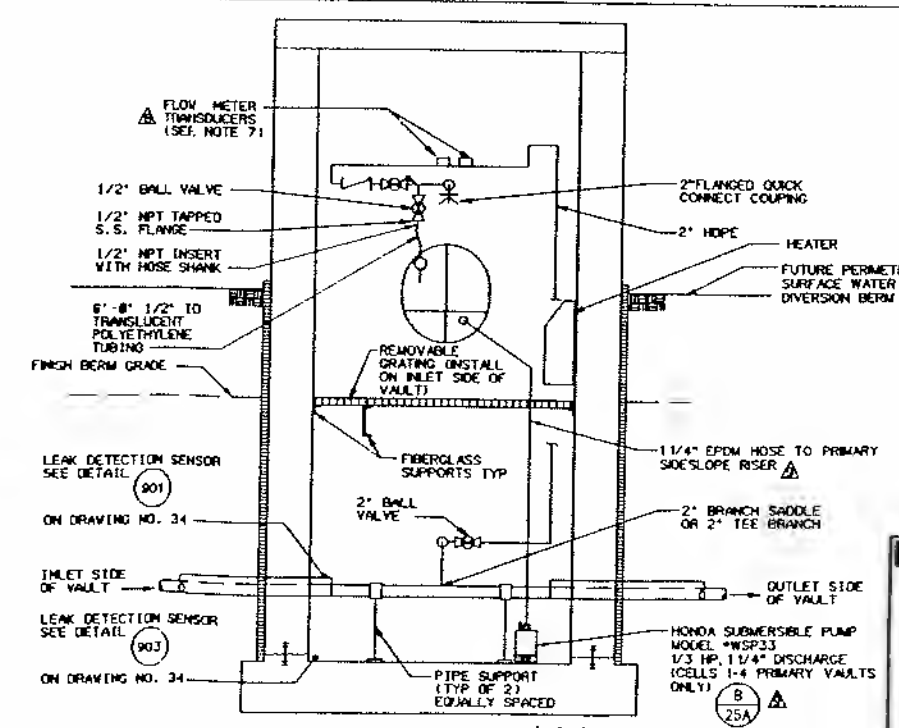 FLOW METER
TRANSDUCERS
(SEE NOTE 7)
1/2" BALL VALVE
1/2" NPT TAPPED
S.S. FLANGE
1/2" NPT INSERT
WITH HOSE SHANK
6'-0" 1/2" ID
TRANSLUCENT
POLYETHYLENE
TUBING
FINISH BERM GRADE
2" FLANGED QUICK
CONNECT COUPING
2" HDPE
HEATER
FUTURE PERIMETE
SURFACE WATER
DIVERSION BERM
REMOVABLE
GRATING (INSTALL
ON INLET SIDE OF
VAULT)
FIBERGLASS
SUPPORTS TYP
1 1/4" EPDM HOSE TO PRIMARY
SIDESLOPE RISER
LEAK DETECTION SENSOR
SEE DETAIL
901
ON DRAWING NO. 34
2" BALL
VALVE
2" BRANCH SADDLE
OR 2" TEE BRANCH
INLET SIDE
OF VAULT
OUTLET SIDE
OF VAULT
LEAK DETECTION SENSOR
SEE DETAIL
903
ON DRAWING NO. 34
PIPE SUPPORT
(TYP OF 2)
EQUALLY SPACED
HONDA SUBMERSIBLE PUMP
MODEL #WSP33
1/3 HP, 1 1/4" DISCHARGE
(CELLS 1-4 PRIMARY VAULTS
ONLY)
B
25A